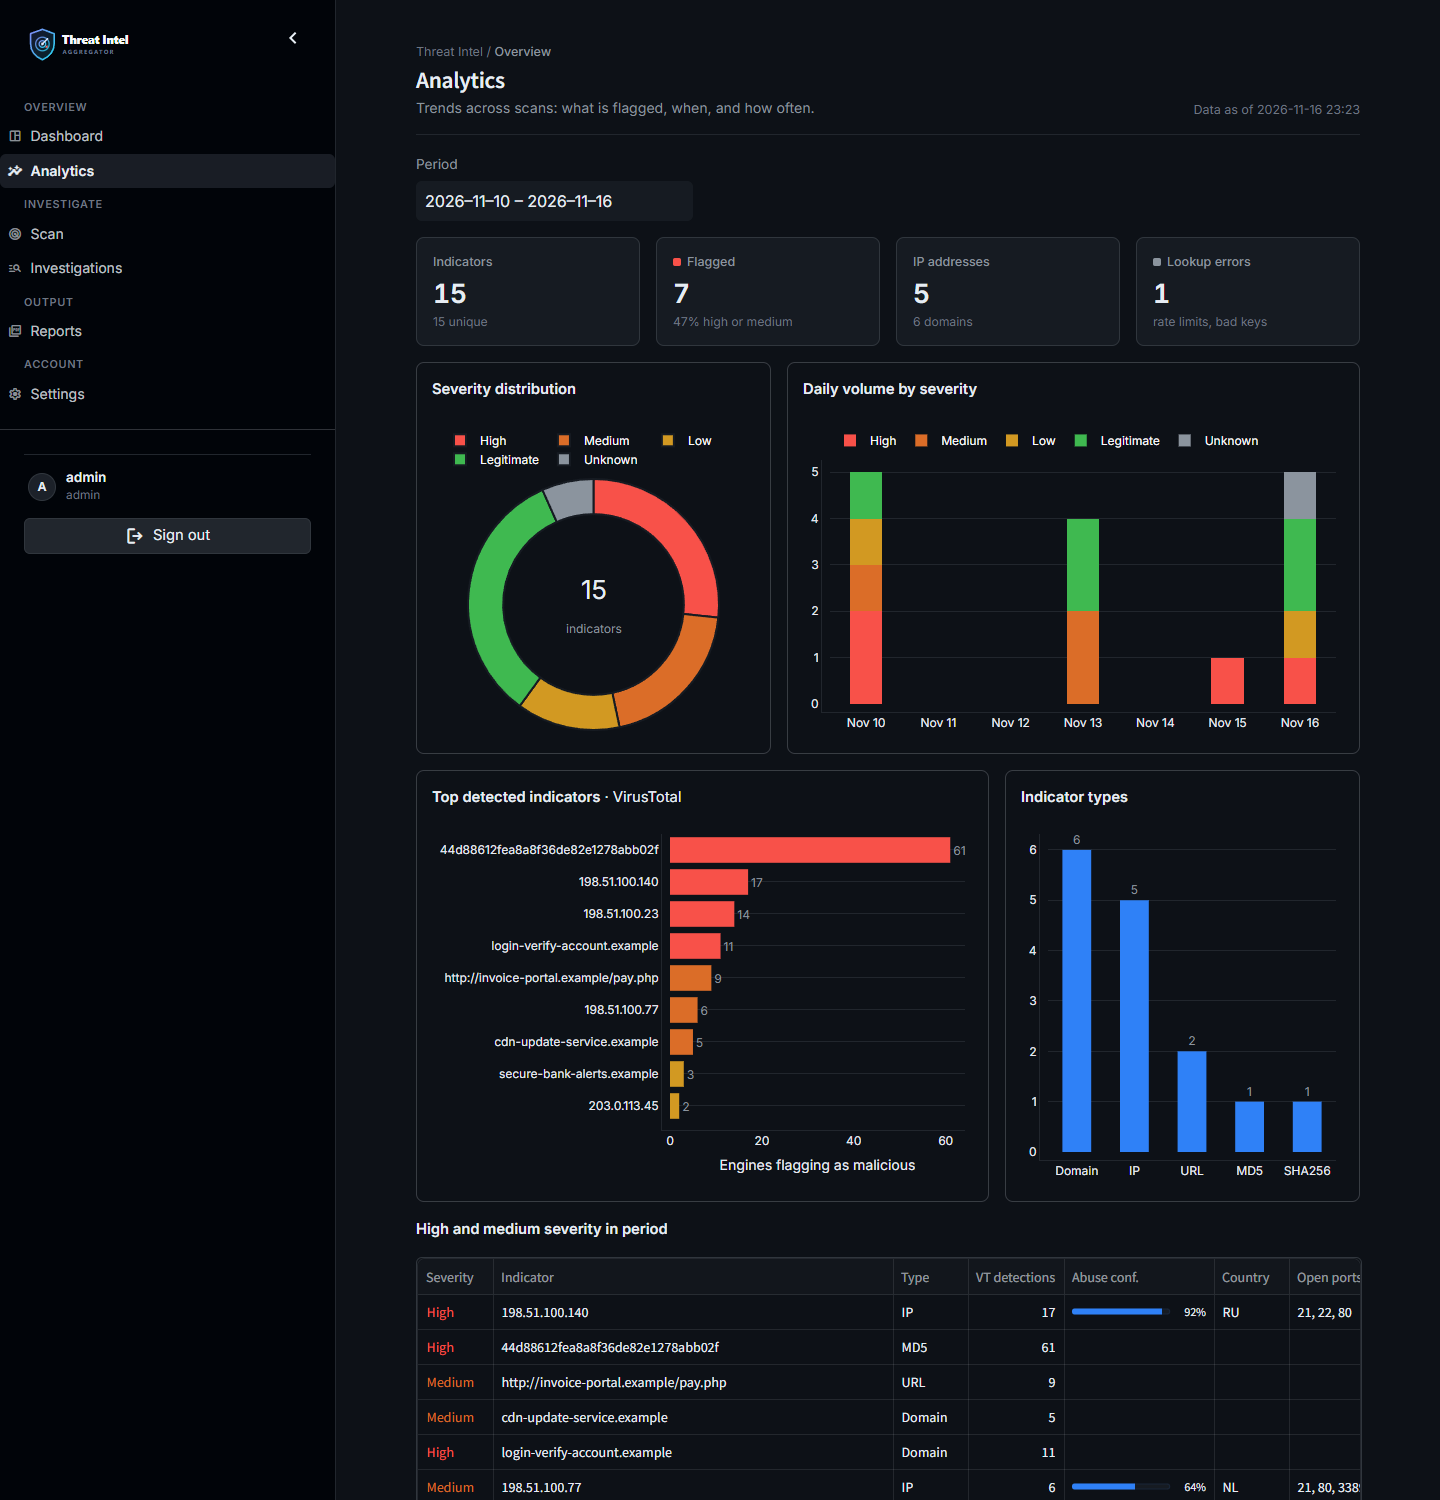 Threat Intel
AGGREGATOR
OVERVIEW
Dashboard
Analytics
INVESTIGATE
Scan
Investigations
OUTPUT
Reports
ACCOUNT
Settings
A
admin
admin
Sign out
Threat Intel / Overview
Analytics
Trends across scans: what is flagged, when, and how often.
Data as of 2026-11-16 23:23
Period
2026–11–10 – 2026–11–16
Indicators
15
15 unique
Flagged
7
47% high or medium
IP addresses
5
6 domains
Lookup errors
1
rate limits, bad keys
Severity distribution
High Medium Low
Legitimate Unknown
15
indicators
Daily volume by severity
High Medium Low Legitimate Unknown
5
4
3
2
1
0
Nov 10 Nov 11 Nov 12 Nov 13 Nov 14 Nov 15 Nov 16
Top detected indicators · VirusTotal
44d88612fea8a8f36de82e1278abb02f 61
198.51.100.140 17
198.51.100.23 14
login-verify-account.example 11
http://invoice-portal.example/pay.php 9
198.51.100.77 6
cdn-update-service.example 5
secure-bank-alerts.example 3
203.0.113.45 2
0 20 40 60
Engines flagging as malicious
Indicator types
6
5
4
3
2
1
0
6
5
2
1
1
Domain IP URL MD5 SHA256
High and medium severity in period
Severity Indicator Type VT detections Abuse conf. Country Open ports
High 198.51.100.140 IP 17 92% RU 21, 22, 80
High 44d88612fea8a8f36de82e1278abb02f MD5 61
Medium http://invoice-portal.example/pay.php URL 9
Medium cdn-update-service.example Domain 5
High login-verify-account.example Domain 11
Medium 198.51.100.77 IP 6 64% NL 21, 80,